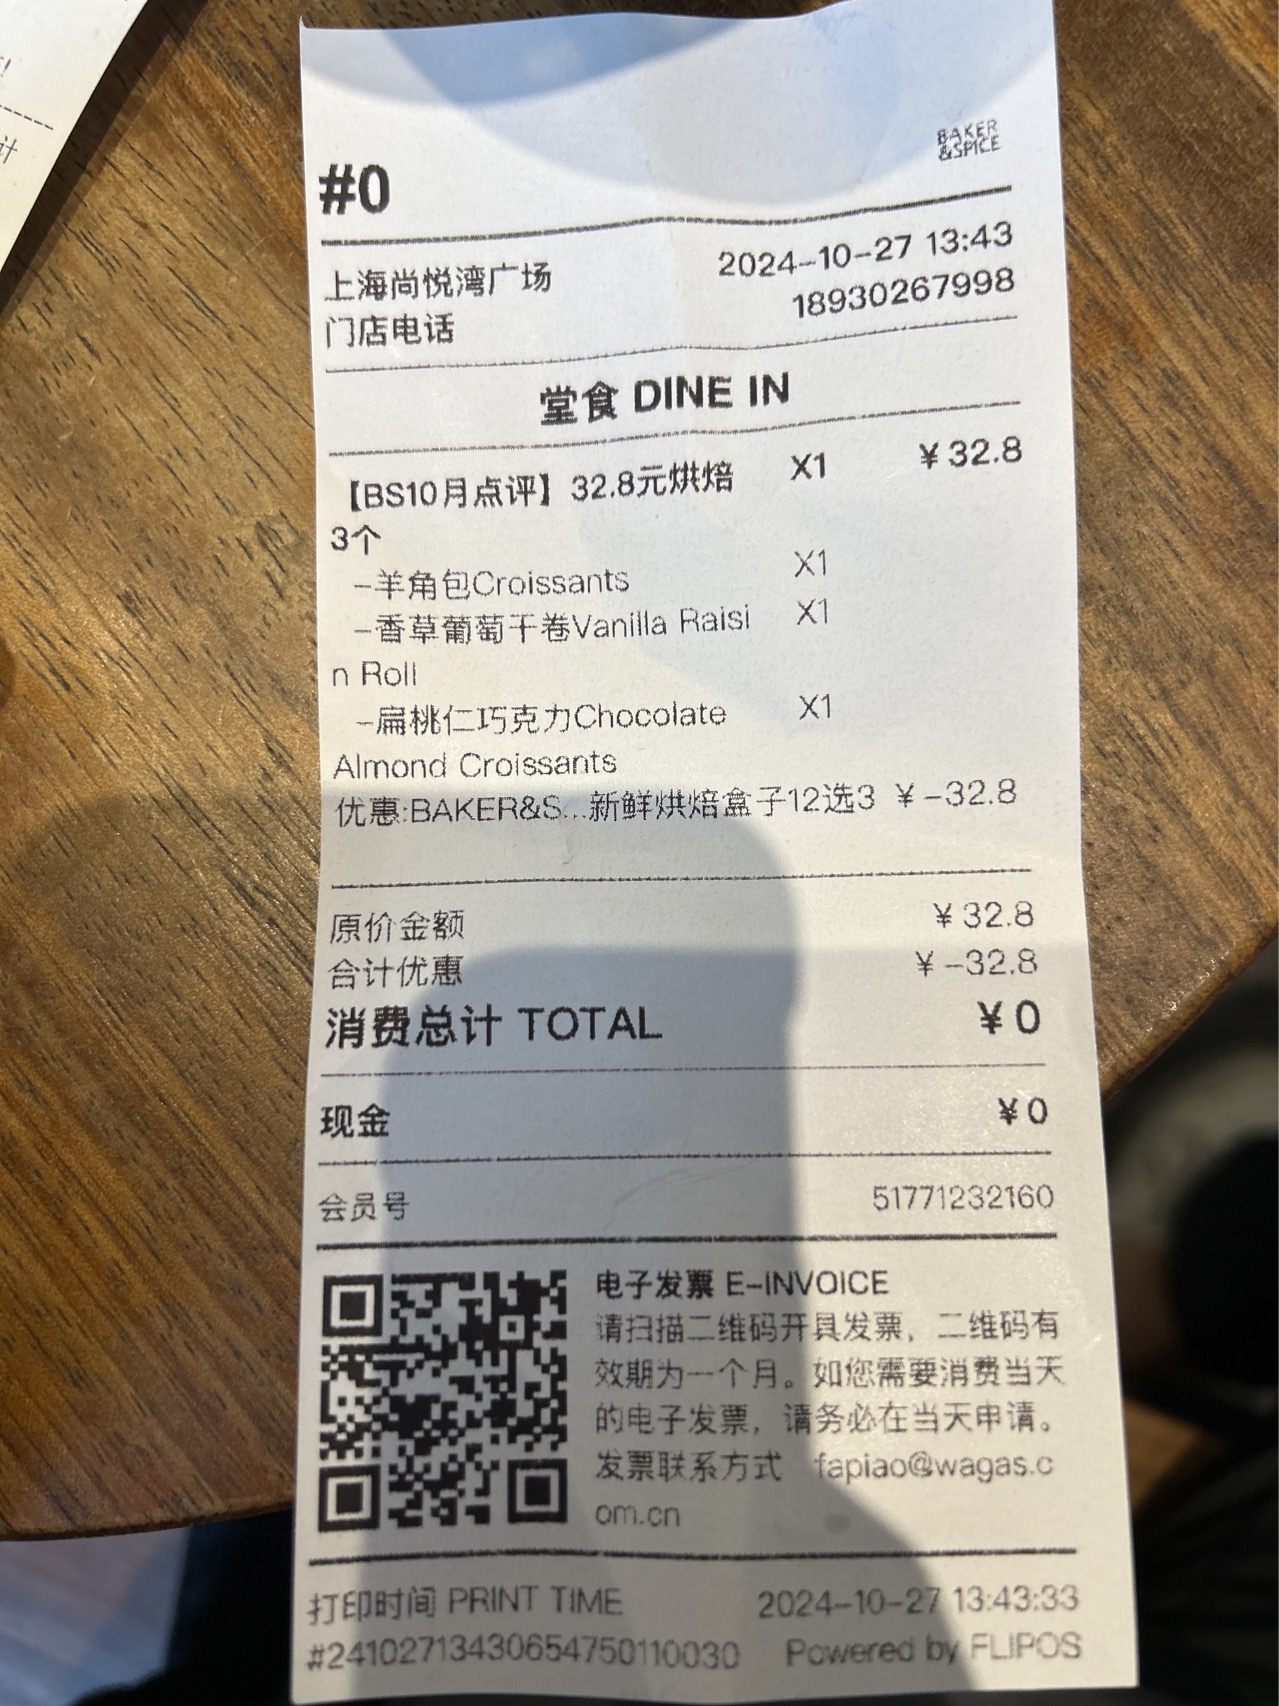 !
计
BAKER
&SPICE
#0
上海尚悦湾广场 2024-10-27 13:43
门店电话 18930267998
堂食 DINE IN
【BS10月点评】32.8元烘焙 X1 ¥32.8
3个
-羊角包Croissants X1
-香草葡萄干卷Vanilla Raisi X1
n Roll
-扁桃仁巧克力Chocolate X1
Almond Croissants
优惠:BAKER&S...新鲜烘焙盒子12选3 ¥-32.8
原价金额 ¥32.8
合计优惠 ¥-32.8
消费总计 TOTAL ¥0
现金 ¥0
会员号 51771232160
电子发票 E-INVOICE
请扫描二维码开具发票，二维码有
效期为一个月。如您需要消费当天
的电子发票，请务必在当天申请。
发票联系方式 fapiao@wagas.c
om.cn
打印时间 PRINT TIME 2024-10-27 13:43:33
#2410271343065475011​0030 Powered by FLIPOS